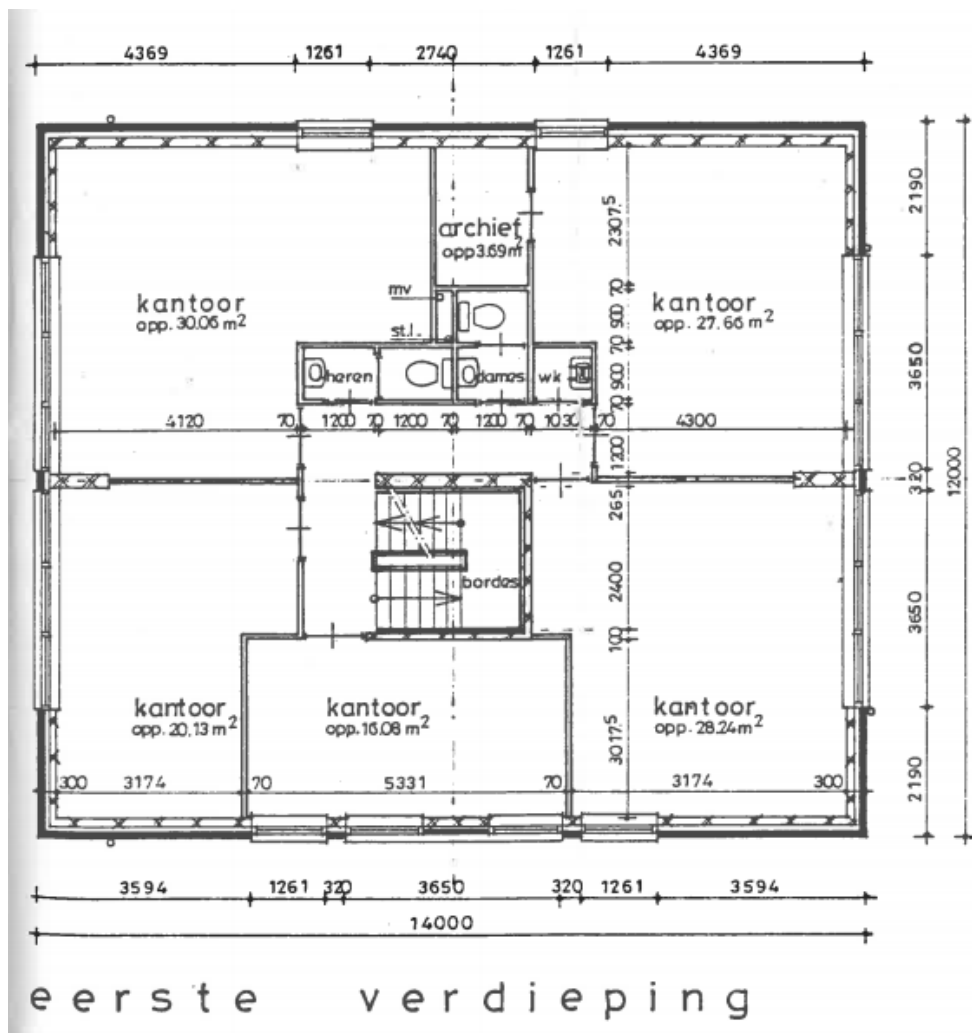 4369 1261 2740 1261 4369
archief
opp 3.69 m²
mv
st.l.
kantoor
opp. 30.06 m²
kantoor
opp. 27.66 m²
heren
dames
wk
4120 70 1200 70 1200 70 1200 70 1030 70 4300
2307.5
70
900
70
900
70
1200
265
2400
100
3017.5
2190
3650
320
3650
2190
12000
bordes
kantoor
opp. 20.13 m²
kantoor
opp. 16.08 m²
kantoor
opp. 28.24 m²
300 3174 70 5331 70 3174 300
3594 1261 320 3650 320 1261 3594
14000
eerste verdieping